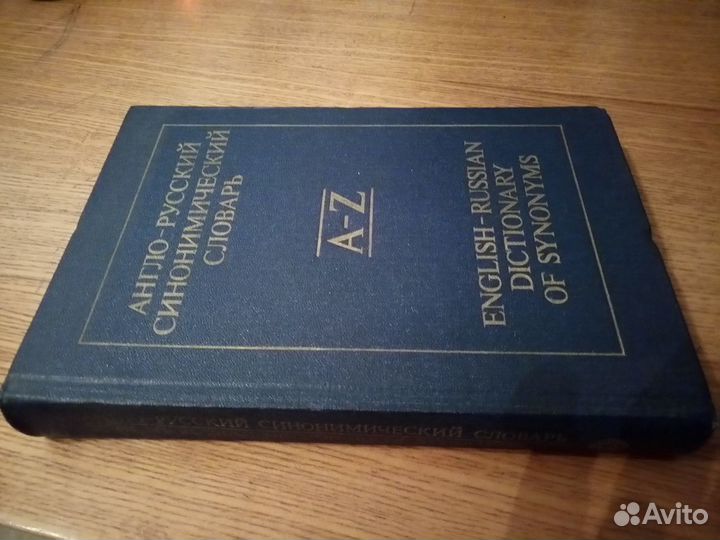 АНГЛО-РУССКИЙ
СИНОНИМИЧЕСКИЙ
СЛОВАРЬ
A-Z
ENGLISH-RUSSIAN
DICTIONARY
OF SYNONYMS
РУССКИЙ СИНОНИМИЧЕСКИЙ СЛОВАРЬ
Avito